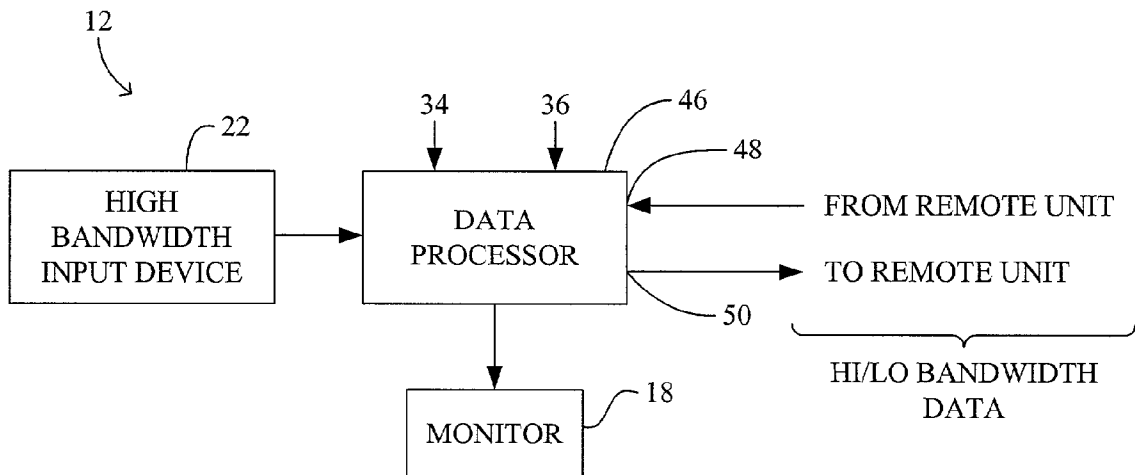 12
22
34
36
46
48
HIGH
BANDWIDTH
INPUT DEVICE
DATA
PROCESSOR
FROM REMOTE UNIT
TO REMOTE UNIT
50
HI/LO BANDWIDTH
DATA
18
MONITOR